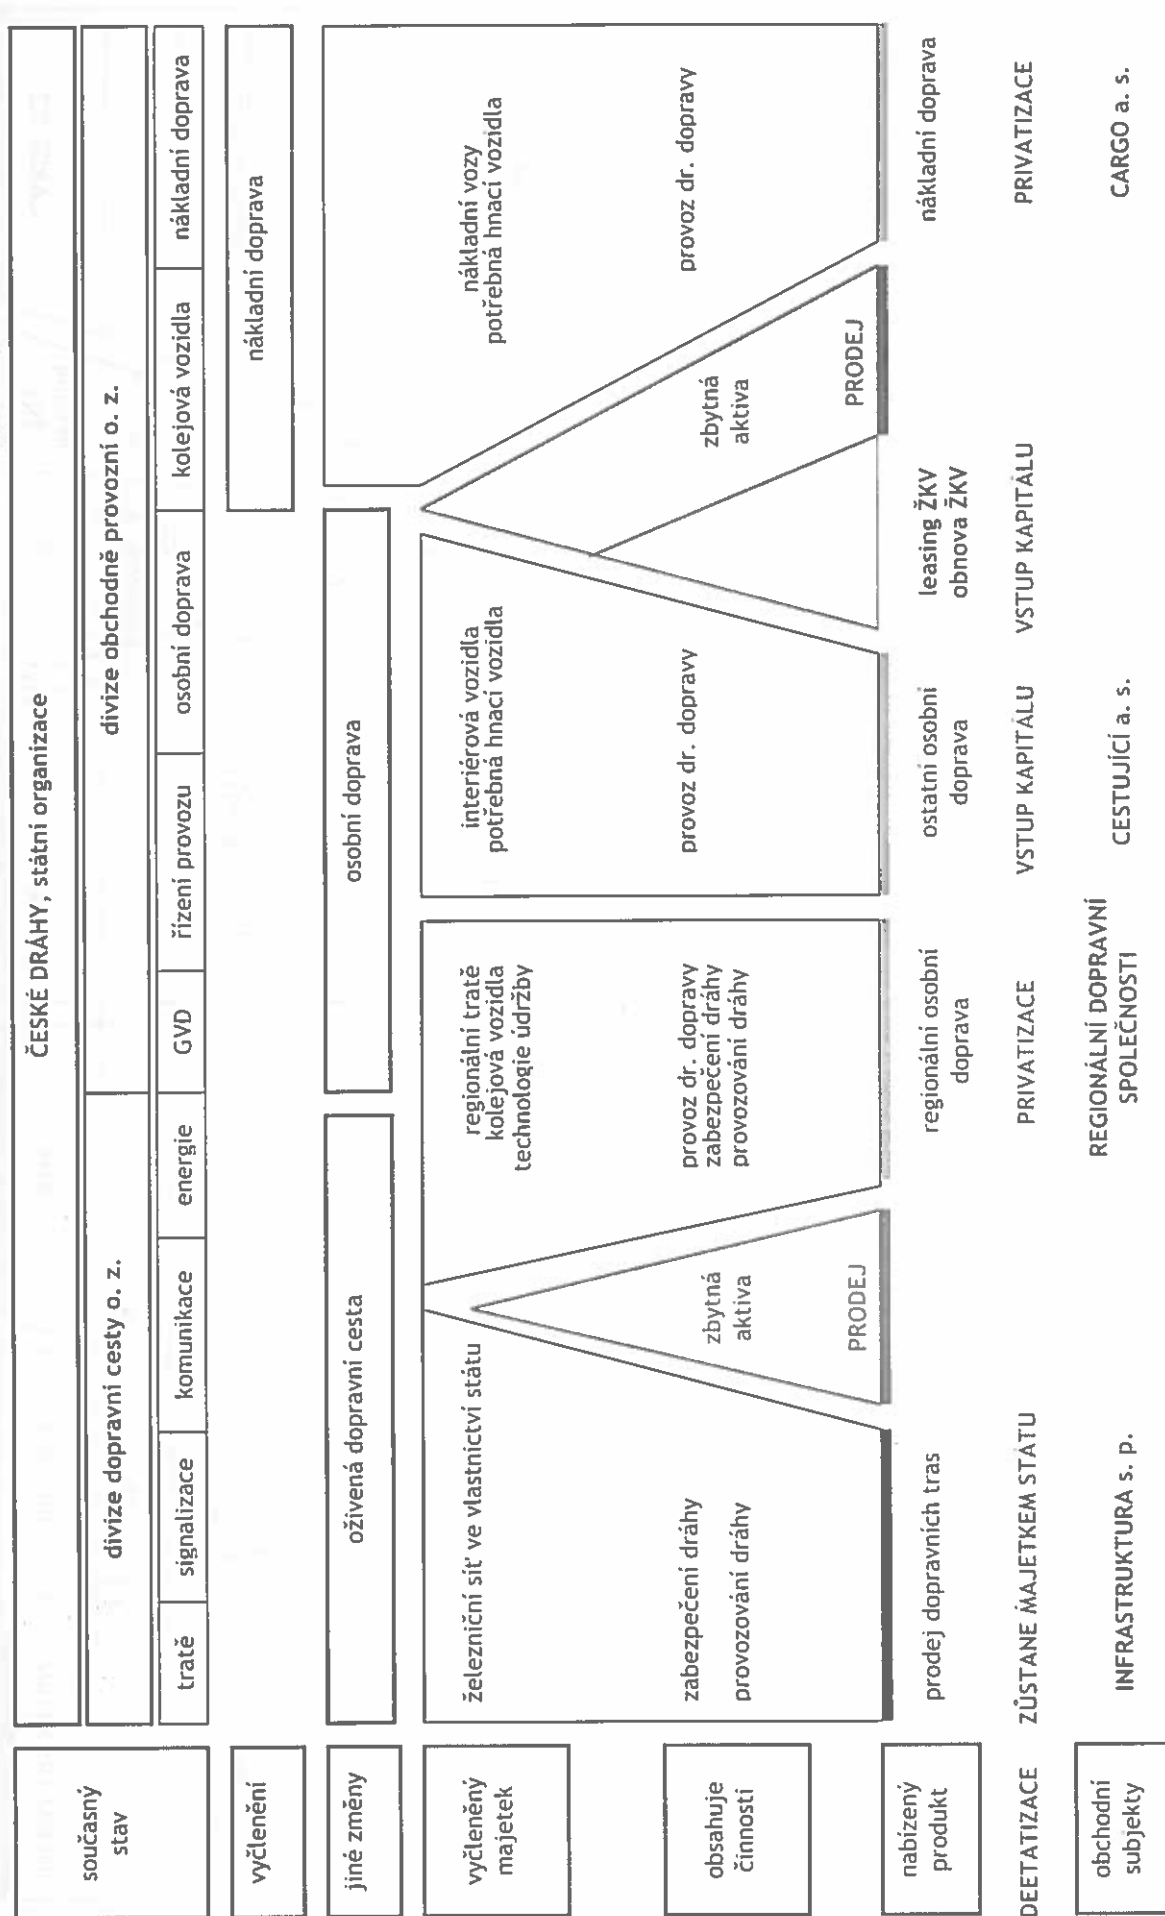 současný
stav
ČESKÉ DRÁHY, státní organizace
divize dopravní cesty o. z.
divize obchodně provozní o. z.
tratě
signalizace
komunikace
energie
GVD
řízení provozu
osobní doprava
kolejová vozidla
nákladní doprava
vyčlenění
nákladní doprava
jiné změny
oživená dopravní cesta
osobní doprava
vyčleněný
majetek
železniční síť ve vlastnictví státu
regionální tratě
kolejová vozidla
technologie údržby
interiérová vozidla
potřebná hnací vozidla
nákladní vozy
potřebná hnací vozidla
obsahuje
činnosti
zabezpečení dráhy
provozování dráhy
zbytná
aktiva
provoz dr. dopravy
zabezpečení dráhy
provozování dráhy
provoz dr. dopravy
zbytná
aktiva
provoz dr. dopravy
PRODEJ
PRODEJ
nabízený
produkt
prodej dopravních tras
regionální osobní
doprava
ostatní osobní
doprava
leasing ŽKV
obnova ŽKV
nákladní doprava
DEETATIZACE
ZŮSTANE MAJETKEM STÁTU
PRIVATIZACE
VSTUP KAPITÁLU
VSTUP KAPITÁLU
PRIVATIZACE
obchodní
subjekty
INFRASTRUKTURA s. p.
REGIONÁLNÍ DOPRAVNÍ
SPOLEČNOSTI
CESTUJÍCÍ a. s.
CARGO a. s.